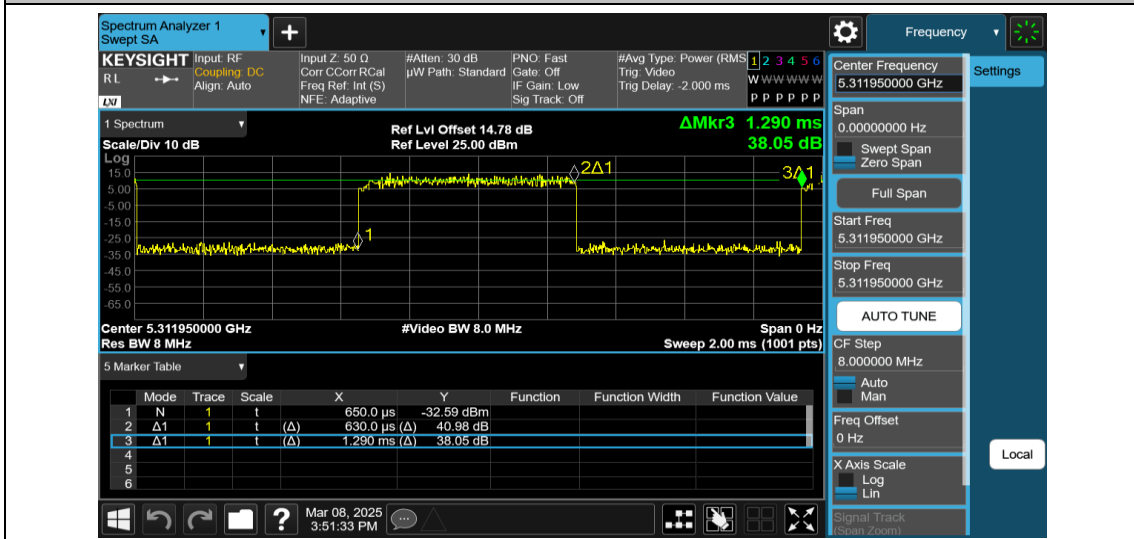 Spectrum Analyzer 1
Swept SA
+
Frequency
KEYSIGHT
RL
LXI
Input: RF
Coupling: DC
Align: Auto
Input Z: 50 Ω
Corr CCorr RCal
Freq Ref: Int (S)
NFE: Adaptive
#Atten: 30 dB
µW Path: Standard
PNO: Fast
Gate: Off
IF Gain: Low
Sig Track: Off
#Avg Type: Power (RMS
Trig: Video
Trig Delay: -2.000 ms
1 2 3 4 5 6
W W W W W W
P P P P P P
1 Spectrum
Scale/Div 10 dB
Ref Lvl Offset 14.78 dB
Ref Level 25.00 dBm
ΔMkr3 1.290 ms
38.05 dB
Log
15.0
5.00
-5.00
-15.0
-25.0
-35.0
-45.0
-55.0
-65.0
1
2Δ1
3Δ1
Center 5.311950000 GHz
#Video BW 8.0 MHz
Span 0 Hz
Res BW 8 MHz
Sweep 2.00 ms (1001 pts)
5 Marker Table
Mode Trace Scale X Y Function Function Width Function Value
1 N 1 t 650.0 µs -32.59 dBm
2 Δ1 1 t (Δ) 630.0 µs (Δ) 40.98 dB
3 Δ1 1 t (Δ) 1.290 ms (Δ) 38.05 dB
4
5
6
?
Mar 08, 2025
3:51:33 PM
Center Frequency
5.311950000 GHz
Span
0.00000000 Hz
Swept Span
Zero Span
Full Span
Start Freq
5.311950000 GHz
Stop Freq
5.311950000 GHz
AUTO TUNE
CF Step
8.000000 MHz
Auto
Man
Freq Offset
0 Hz
X Axis Scale
Log
Lin
Signal Track
(Span Zoom)
Settings
Local